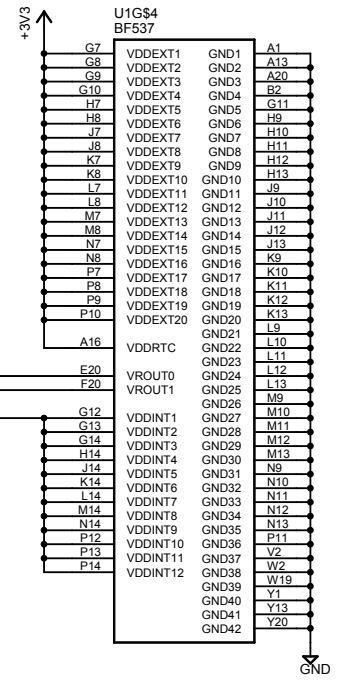 +3V3
U1G$4
BF537
G7 VDDEXT1 GND1 A1
G8 VDDEXT2 GND2 A13
G9 VDDEXT3 GND3 A20
G10 VDDEXT4 GND4 B2
H7 VDDEXT5 GND5 G11
H8 VDDEXT6 GND6 H9
J7 VDDEXT7 GND7 H10
J8 VDDEXT8 GND8 H11
K7 VDDEXT9 GND9 H12
K8 VDDEXT10 GND10 H13
L7 VDDEXT11 GND11 J9
L8 VDDEXT12 GND12 J10
M7 VDDEXT13 GND13 J11
M8 VDDEXT14 GND14 J12
N7 VDDEXT15 GND15 J13
N8 VDDEXT16 GND16 K9
P7 VDDEXT17 GND17 K10
P8 VDDEXT18 GND18 K11
P9 VDDEXT19 GND19 K12
P10 VDDEXT20 GND20 K13
GND21 L9
A16 VDDRTC GND22 L10
GND23 L11
E20 VROUT0 GND24 L12
F20 VROUT1 GND25 L13
GND26 M9
G12 VDDINT1 GND27 M10
G13 VDDINT2 GND28 M11
G14 VDDINT3 GND29 M12
H14 VDDINT4 GND30 M13
J14 VDDINT5 GND31 N9
K14 VDDINT6 GND32 N10
L14 VDDINT7 GND33 N11
M14 VDDINT8 GND34 N12
N14 VDDINT9 GND35 N13
P12 VDDINT10 GND36 P11
P13 VDDINT11 GND37 V2
P14 VDDINT12 GND38 W2
GND39 W19
GND40 Y1
GND41 Y13
GND42 Y20
GND